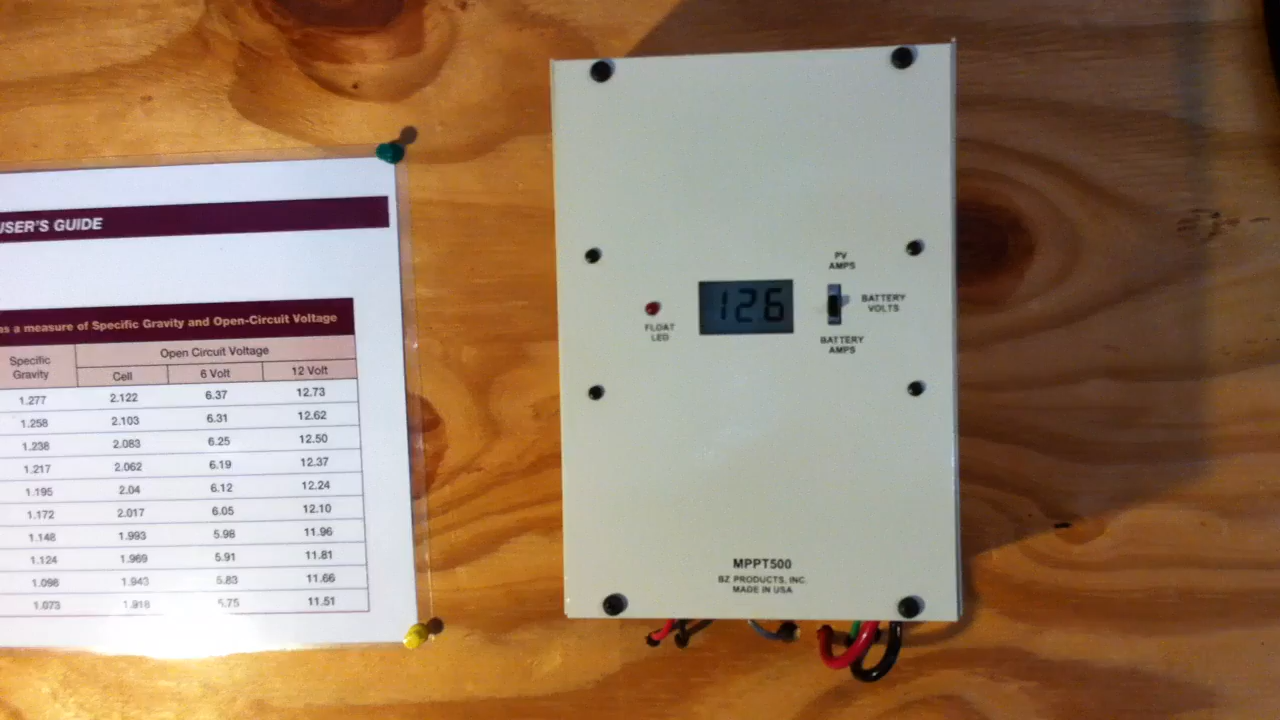 USER'S GUIDE
as a measure of Specific Gravity and Open-Circuit Voltage
Specific Gravity
Open Circuit Voltage
Cell 6 Volt 12 Volt
1.277 2.122 6.37 12.73
1.258 2.103 6.31 12.62
1.238 2.083 6.25 12.50
1.217 2.062 6.19 12.37
1.195 2.04 6.12 12.24
1.172 2.017 6.05 12.10
1.148 1.993 5.98 11.96
1.124 1.969 5.91 11.81
1.098 1.943 5.83 11.66
1.073 1.918 5.75 11.51
PV
AMPS
126
BATTERY
VOLTS
FLOAT
LED
BATTERY
AMPS
MPPT500
BZ PRODUCTS, INC.
MADE IN USA